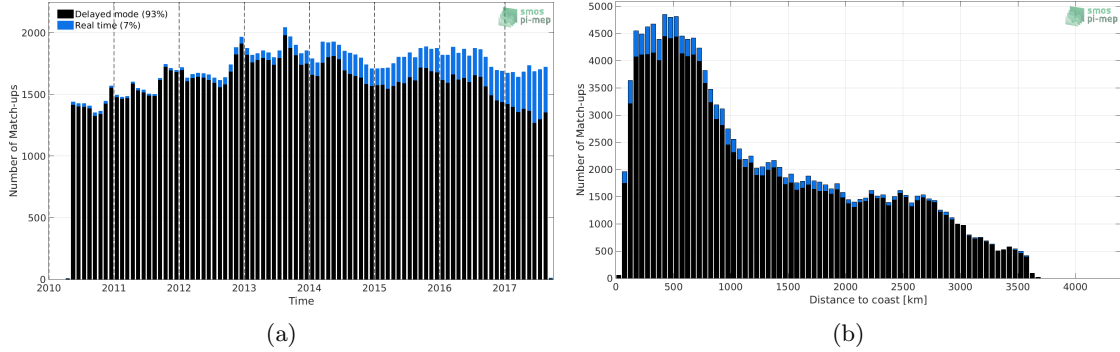 Delayed mode (93%)
Real time (7%)
smos
pi-mep
Number of Match-ups
2000
1500
1000
500
0
2010 2011 2012 2013 2014 2015 2016 2017
Time
(a)
smos
pi-mep
Number of Match-ups
5000
4500
4000
3500
3000
2500
2000
1500
1000
500
0
0 500 1000 1500 2000 2500 3000 3500 4000
Distance to coast [km]
(b)